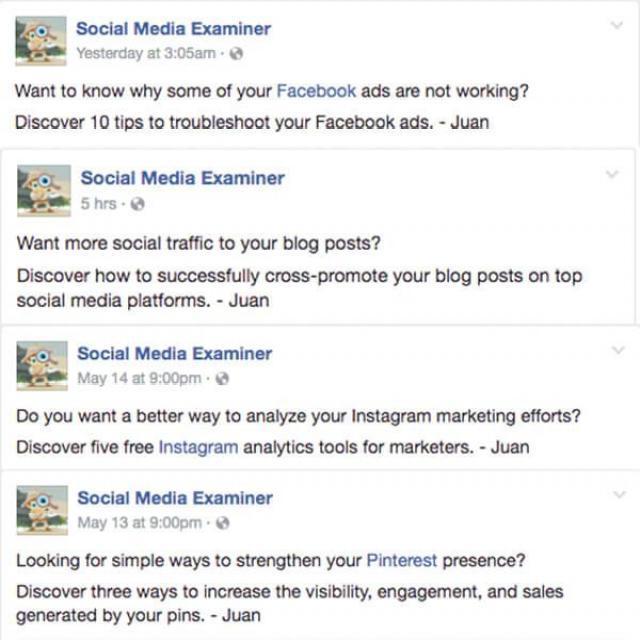 Social Media Examiner
Yesterday at 3:05am ·
Want to know why some of your Facebook ads are not working?
Discover 10 tips to troubleshoot your Facebook ads. - Juan
Social Media Examiner
5 hrs ·
Want more social traffic to your blog posts?
Discover how to successfully cross-promote your blog posts on top
social media platforms. - Juan
Social Media Examiner
May 14 at 9:00pm ·
Do you want a better way to analyze your Instagram marketing efforts?
Discover five free Instagram analytics tools for marketers. - Juan
Social Media Examiner
May 13 at 9:00pm ·
Looking for simple ways to strengthen your Pinterest presence?
Discover three ways to increase the visibility, engagement, and sales
generated by your pins. - Juan